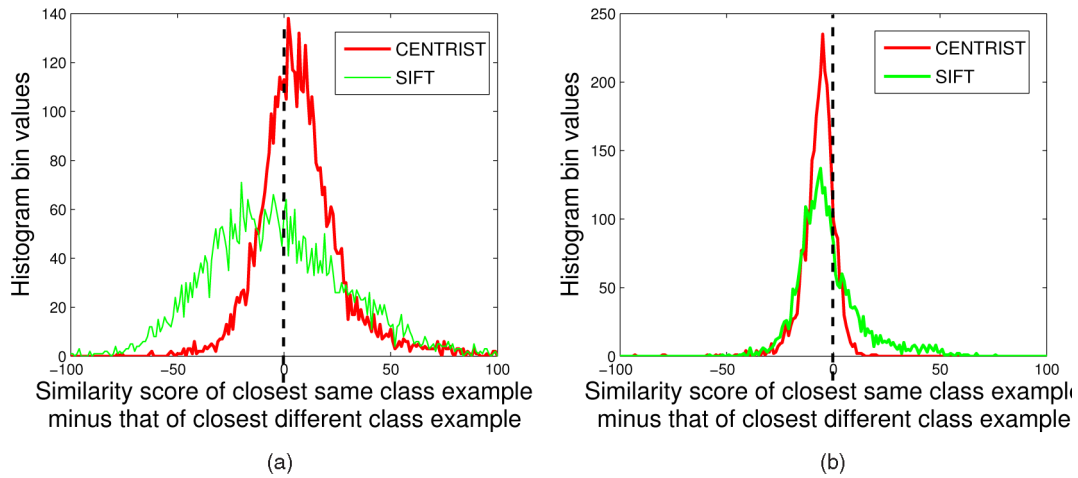 140
120
100
80
60
40
20
0
−100
−50
0
50
100
Histogram bin values
CENTRIST
SIFT
Similarity score of closest same class example
minus that of closest different class example
(a)
250
200
150
100
50
0
−100
−50
0
50
100
Histogram bin values
CENTRIST
SIFT
Similarity score of closest same class
minus that of closest different class example
(b)